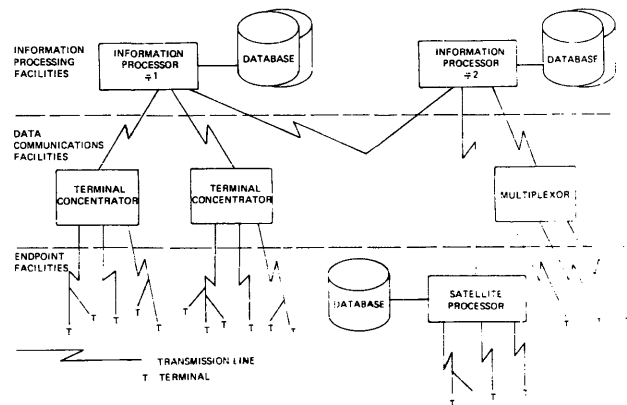 INFORMATION
PROCESSING
FACILITIES
INFORMATION
PROCESSOR
#1
DATABASE
INFORMATION
PROCESSOR
#2
DATABASE
DATA
COMMUNICATIONS
FACILITIES
TERMINAL
CONCENTRATOR
TERMINAL
CONCENTRATOR
MULTIPLEXOR
ENDPOINT
FACILITIES
DATABASE
SATELLITE
PROCESSOR
T T T T T T T T T T T T T
TRANSMISSION LINE
T TERMINAL
T T T T